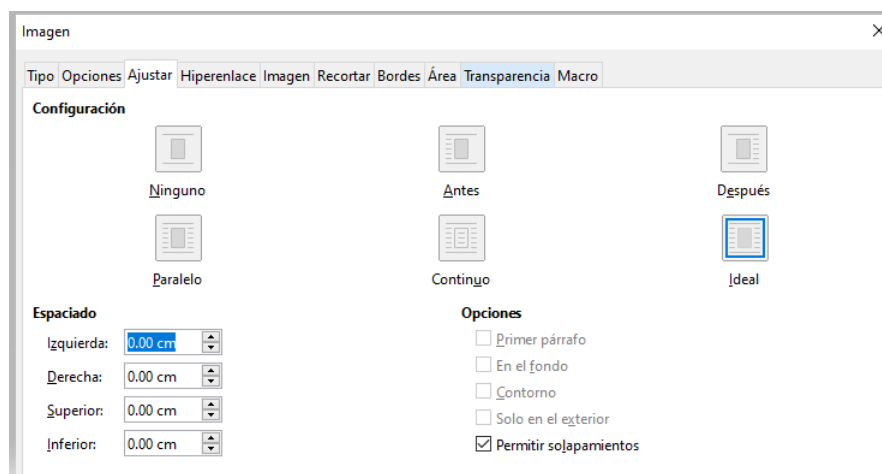 Imagen
Tipo Opciones Ajustar Hiperenlace Imagen Recortar Bordes Área Transparencia Macro
Configuración
Ninguno Antes Después
Paralelo Continuo Ideal
Espaciado Opciones
Izquierda: 0.00 cm Primer párrafo
Derecha: 0.00 cm En el fondo
Contorno
Superior: 0.00 cm Solo en el exterior
Inferior: 0.00 cm Permitir solapamientos